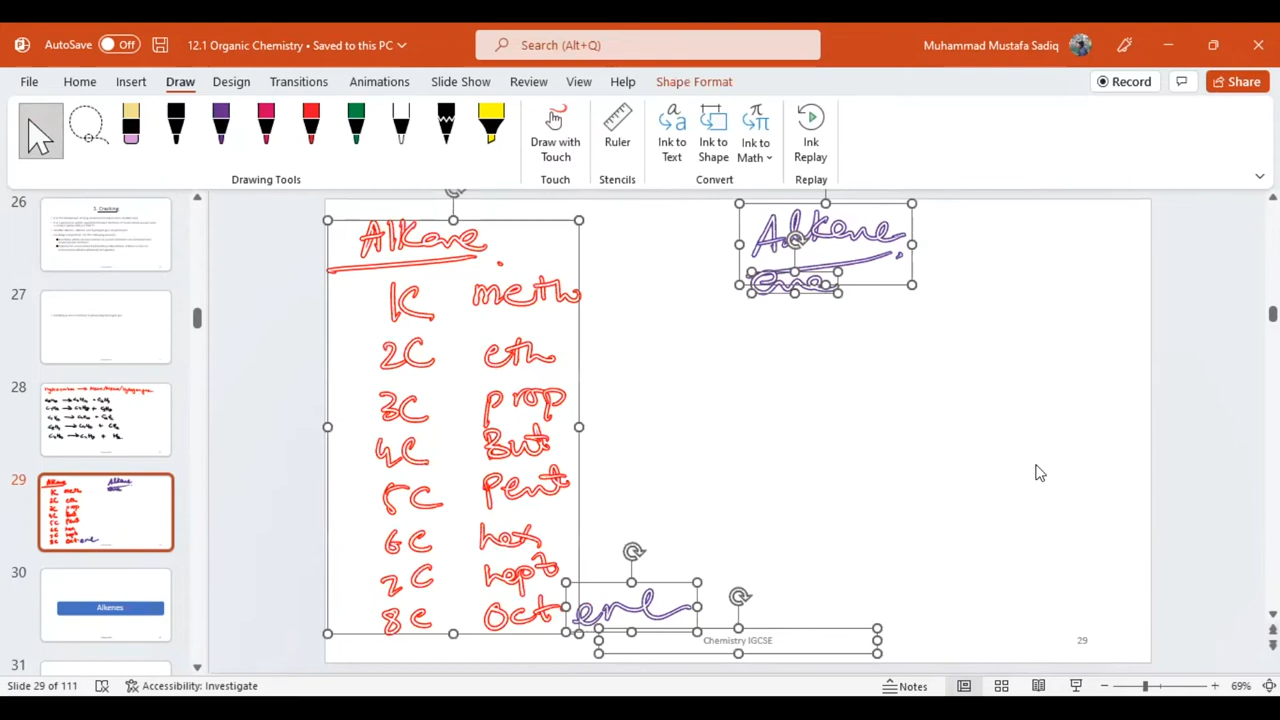 AutoSave Off 12.1 Organic Chemistry • Saved to this PC Search (Alt+Q) Muhammad Mustafa Sadiq
File Home Insert Draw Design Transitions Animations Slide Show Review View Help Shape Format Record Share
Draw with Touch
Ruler
Ink to Text
Ink to Shape
Ink to Math
Ink Replay
Drawing Tools Touch Stencils Convert Replay
26
3. Cracking
27
28
29
30
Alkenes
31
Alkane
1C meth
2C eth
3C prop
4C But
5C pent
6C hex
2C hept
8C Oct ene
Alkene
Chemistry IGCSE
29
Slide 29 of 111 Accessibility: Investigate Notes 69%